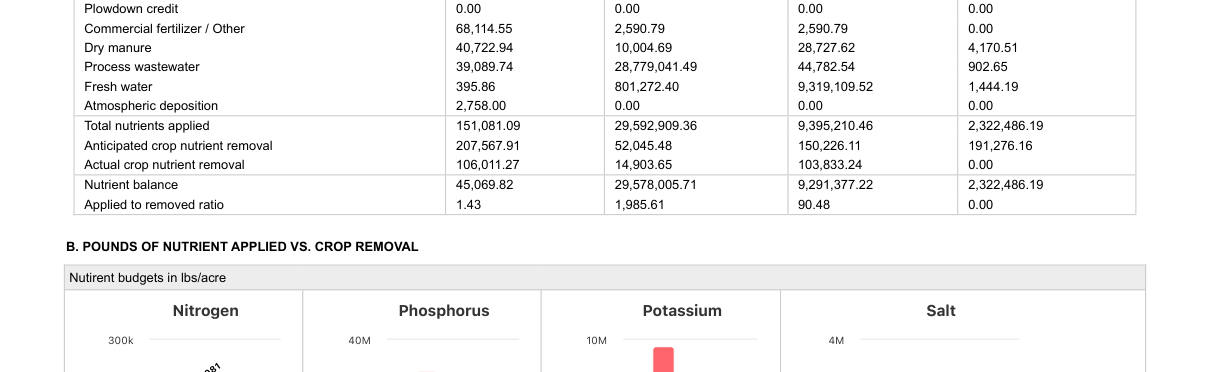 Plowdown credit 0.00 0.00 0.00 0.00
Commercial fertilizer / Other 68,114.55 2,590.79 2,590.79 0.00
Dry manure 40,722.94 10,004.69 28,727.62 4,170.51
Process wastewater 39,089.74 28,779,041.49 44,782.54 902.65
Fresh water 395.86 801,272.40 9,319,109.52 1,444.19
Atmospheric deposition 2,758.00 0.00 0.00 0.00
Total nutrients applied 151,081.09 29,592,909.36 9,395,210.46 2,322,486.19
Anticipated crop nutrient removal 207,567.91 52,045.48 150,226.11 191,276.16
Actual crop nutrient removal 106,011.27 14,903.65 103,833.24 0.00
Nutrient balance 45,069.82 29,578,005.71 9,291,377.22 2,322,486.19
Applied to removed ratio 1.43 1,985.61 90.48 0.00
B. POUNDS OF NUTRIENT APPLIED VS. CROP REMOVAL
Nutirent budgets in lbs/acre
Nitrogen Phosphorus Potassium Salt
300k 40M 10M 4M